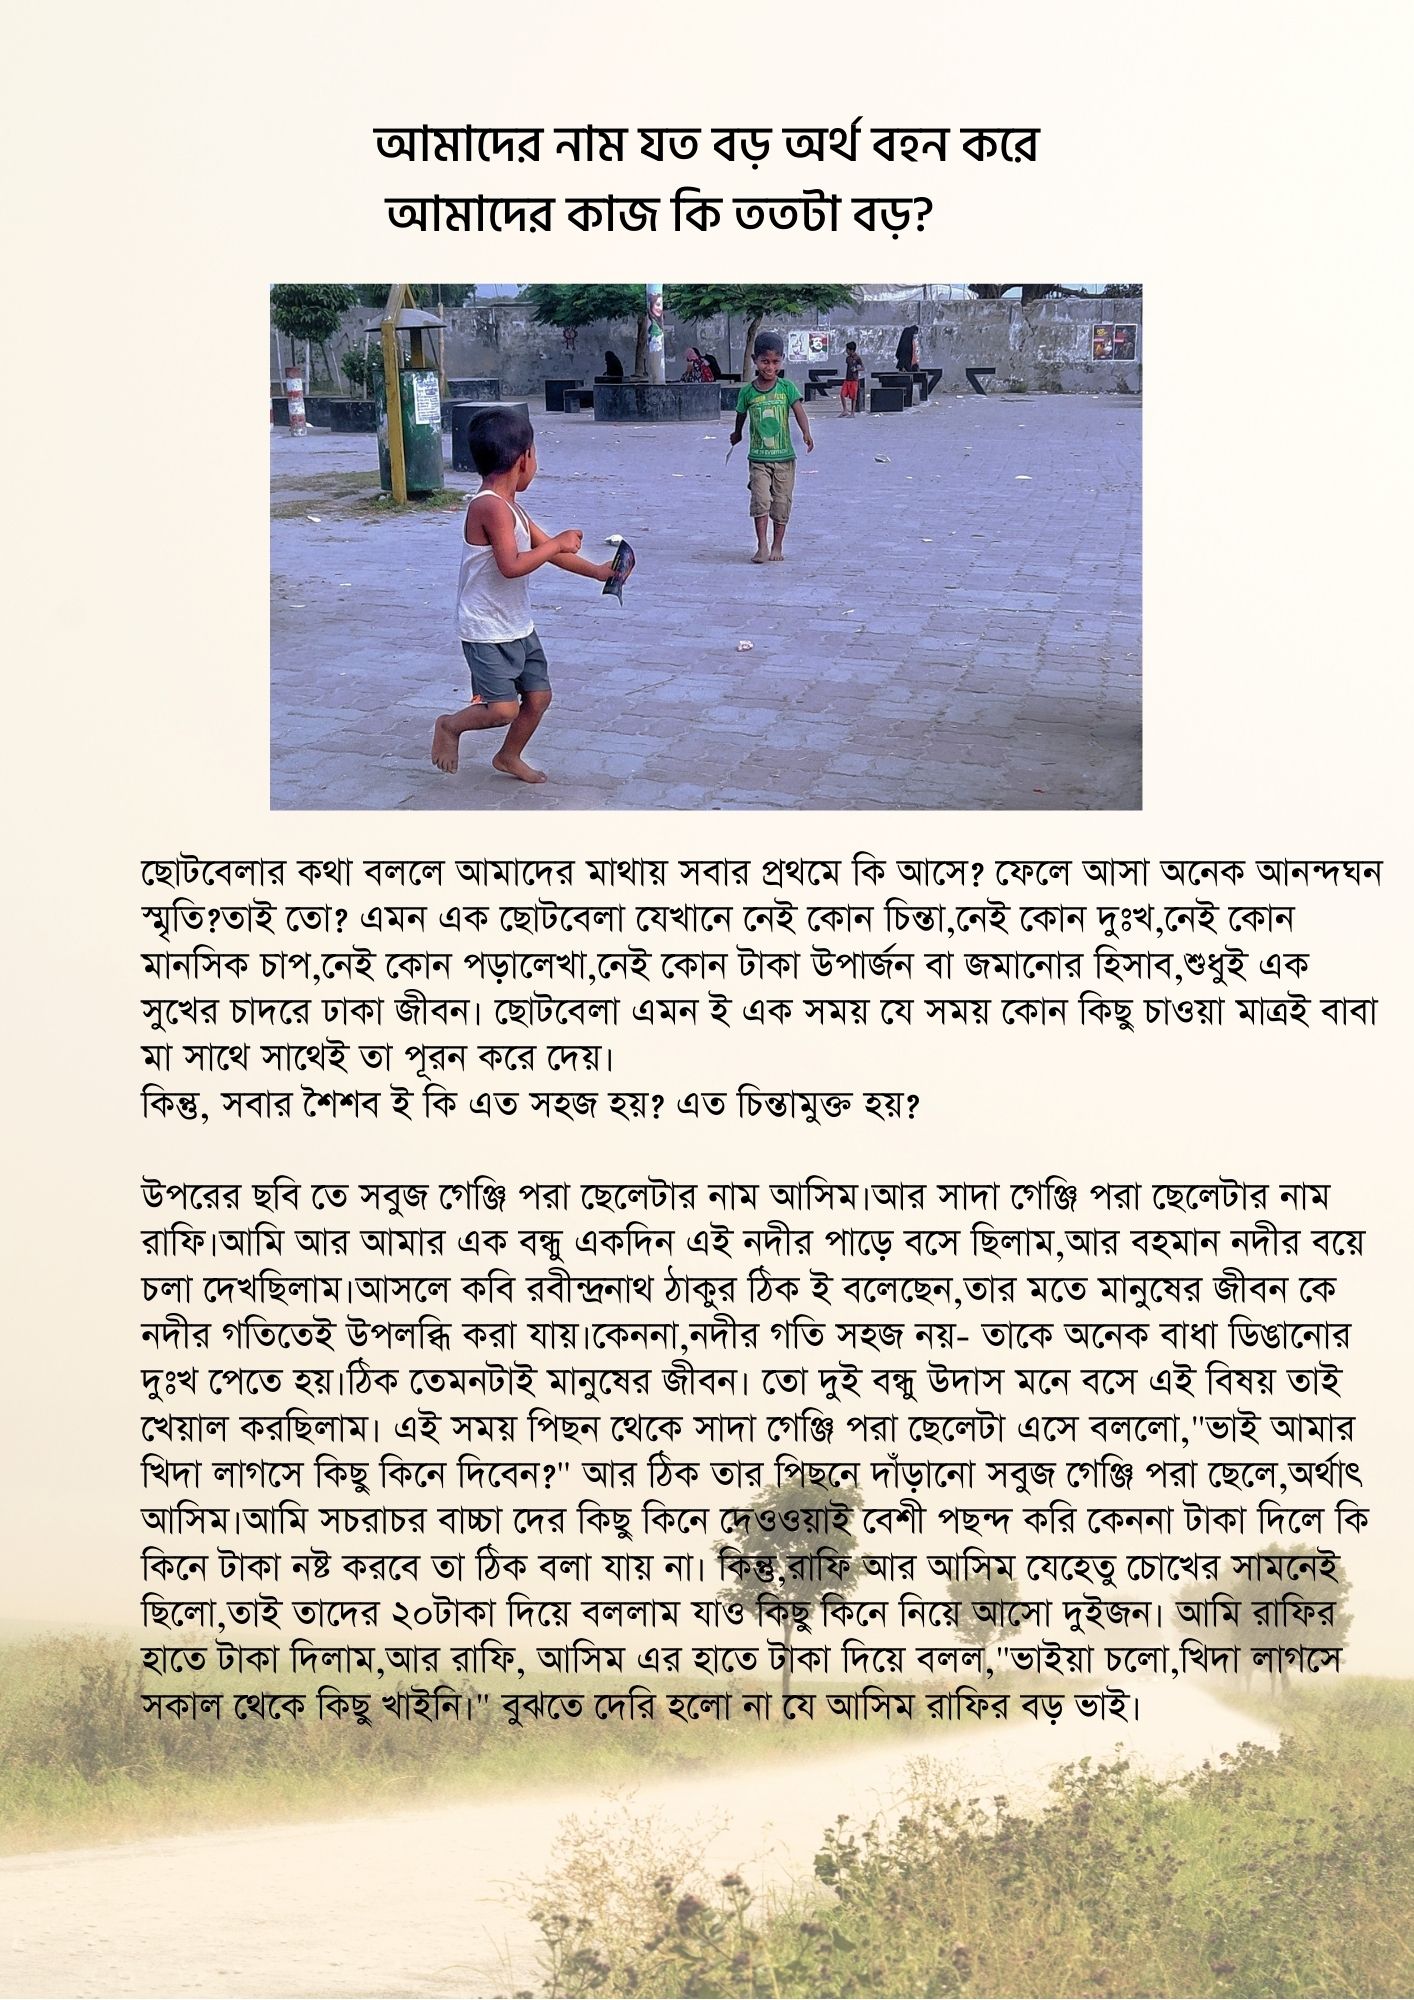 আমাদের নাম যত বড় অর্থ বহন করে
আমাদের কাজ কি ততটা বড়?
ছোটবেলার কথা বললে আমাদের মাথায় সবার প্রথমে কি আসে? ফেলে আসা অনেক আনন্দঘন
স্মৃতি?তাই তো? এমন এক ছোটবেলা যেখানে নেই কোন চিন্তা,নেই কোন দুঃখ,নেই কোন
মানসিক চাপ,নেই কোন পড়ালেখা,নেই কোন টাকা উপার্জন বা জমানোর হিসাব,শুধুই এক
সুখের চাদরে ঢাকা জীবন। ছোটবেলা এমন ই এক সময় যে সময় কোন কিছু চাওয়া মাত্রই বাবা
মা সাথে সাথেই তা পূরন করে দেয়।
কিন্তু, সবার শৈশব ই কি এত সহজ হয়? এত চিন্তামুক্ত হয়?
উপরের ছবি তে সবুজ গেঞ্জি পরা ছেলেটার নাম আসিম।আর সাদা গেঞ্জি পরা ছেলেটার নাম
রাফি।আমি আর আমার এক বন্ধু একদিন এই নদীর পাড়ে বসে ছিলাম,আর বহমান নদীর বয়ে
চলা দেখছিলাম।আসলে কবি রবীন্দ্রনাথ ঠাকুর ঠিক ই বলেছেন,তার মতে মানুষের জীবন কে
নদীর গতিতেই উপলব্ধি করা যায়।কেননা,নদীর গতি সহজ নয়- তাকে অনেক বাধা ডিঙানোর
দুঃখ পেতে হয়।ঠিক তেমনটাই মানুষের জীবন। তো দুই বন্ধু উদাস মনে বসে এই বিষয় তাই
খেয়াল করছিলাম। এই সময় পিছন থেকে সাদা গেঞ্জি পরা ছেলেটা এসে বললো,"ভাই আমার
খিদা লাগসে কিছু কিনে দিবেন?" আর ঠিক তার পিছনে দাঁড়ানো সবুজ গেঞ্জি পরা ছেলে,অর্থাৎ
আসিম।আমি সচরাচর বাচ্চা দের কিছু কিনে দেওওয়াই বেশী পছন্দ করি কেননা টাকা দিলে কি
কিনে টাকা নষ্ট করবে তা ঠিক বলা যায় না। কিন্তু,রাফি আর আসিম যেহেতু চোখের সামনেই
ছিলো,তাই তাদের ২০টাকা দিয়ে বললাম যাও কিছু কিনে নিয়ে আসো দুইজন। আমি রাফির
হাতে টাকা দিলাম,আর রাফি, আসিম এর হাতে টাকা দিয়ে বলল,"ভাইয়া চলো,খিদা লাগসে
সকাল থেকে কিছু খাইনি।" বুঝতে দেরি হলো না যে আসিম রাফির বড় ভাই।